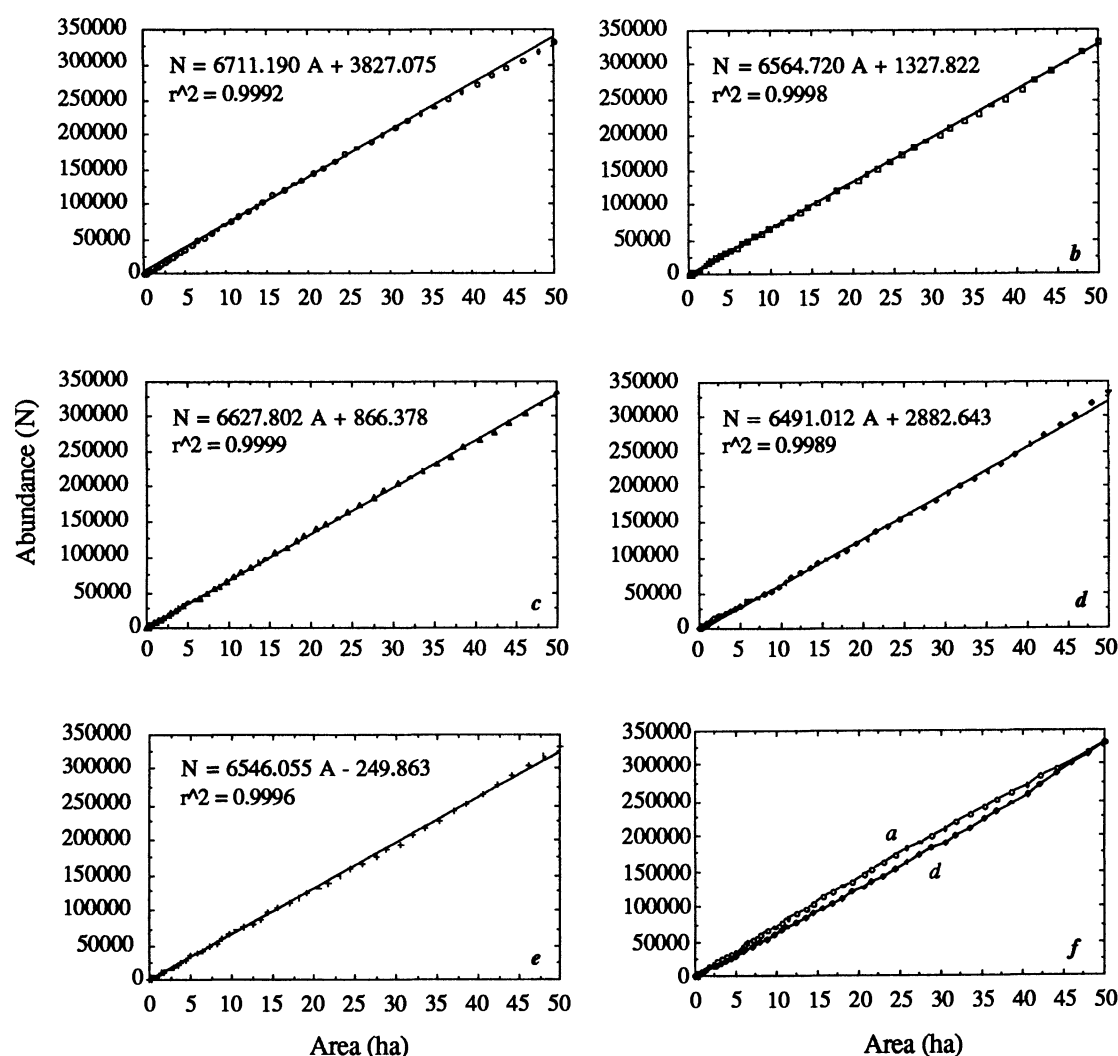 350000
300000
250000
200000
150000
100000
50000
0
N = 6711.190 A + 3827.075
r^2 = 0.9992
0 5 10 15 20 25 30 35 40 45 50
350000
300000
250000
200000
150000
100000
50000
0
N = 6564.720 A + 1327.822
r^2 = 0.9998
b
0 5 10 15 20 25 30 35 40 45 50
Abundance (N)
350000
300000
250000
200000
150000
100000
50000
0
N = 6627.802 A + 866.378
r^2 = 0.9999
c
0 5 10 15 20 25 30 35 40 45 50
350000
300000
250000
200000
150000
100000
50000
0
N = 6491.012 A + 2882.643
r^2 = 0.9989
d
0 5 10 15 20 25 30 35 40 45 50
350000
300000
250000
200000
150000
100000
50000
0
N = 6546.055 A - 249.863
r^2 = 0.9996
e
0 5 10 15 20 25 30 35 40 45 50
Area (ha)
350000
300000
250000
200000
150000
100000
50000
0
a
d
f
0 5 10 15 20 25 30 35 40 45 50
Area (ha)